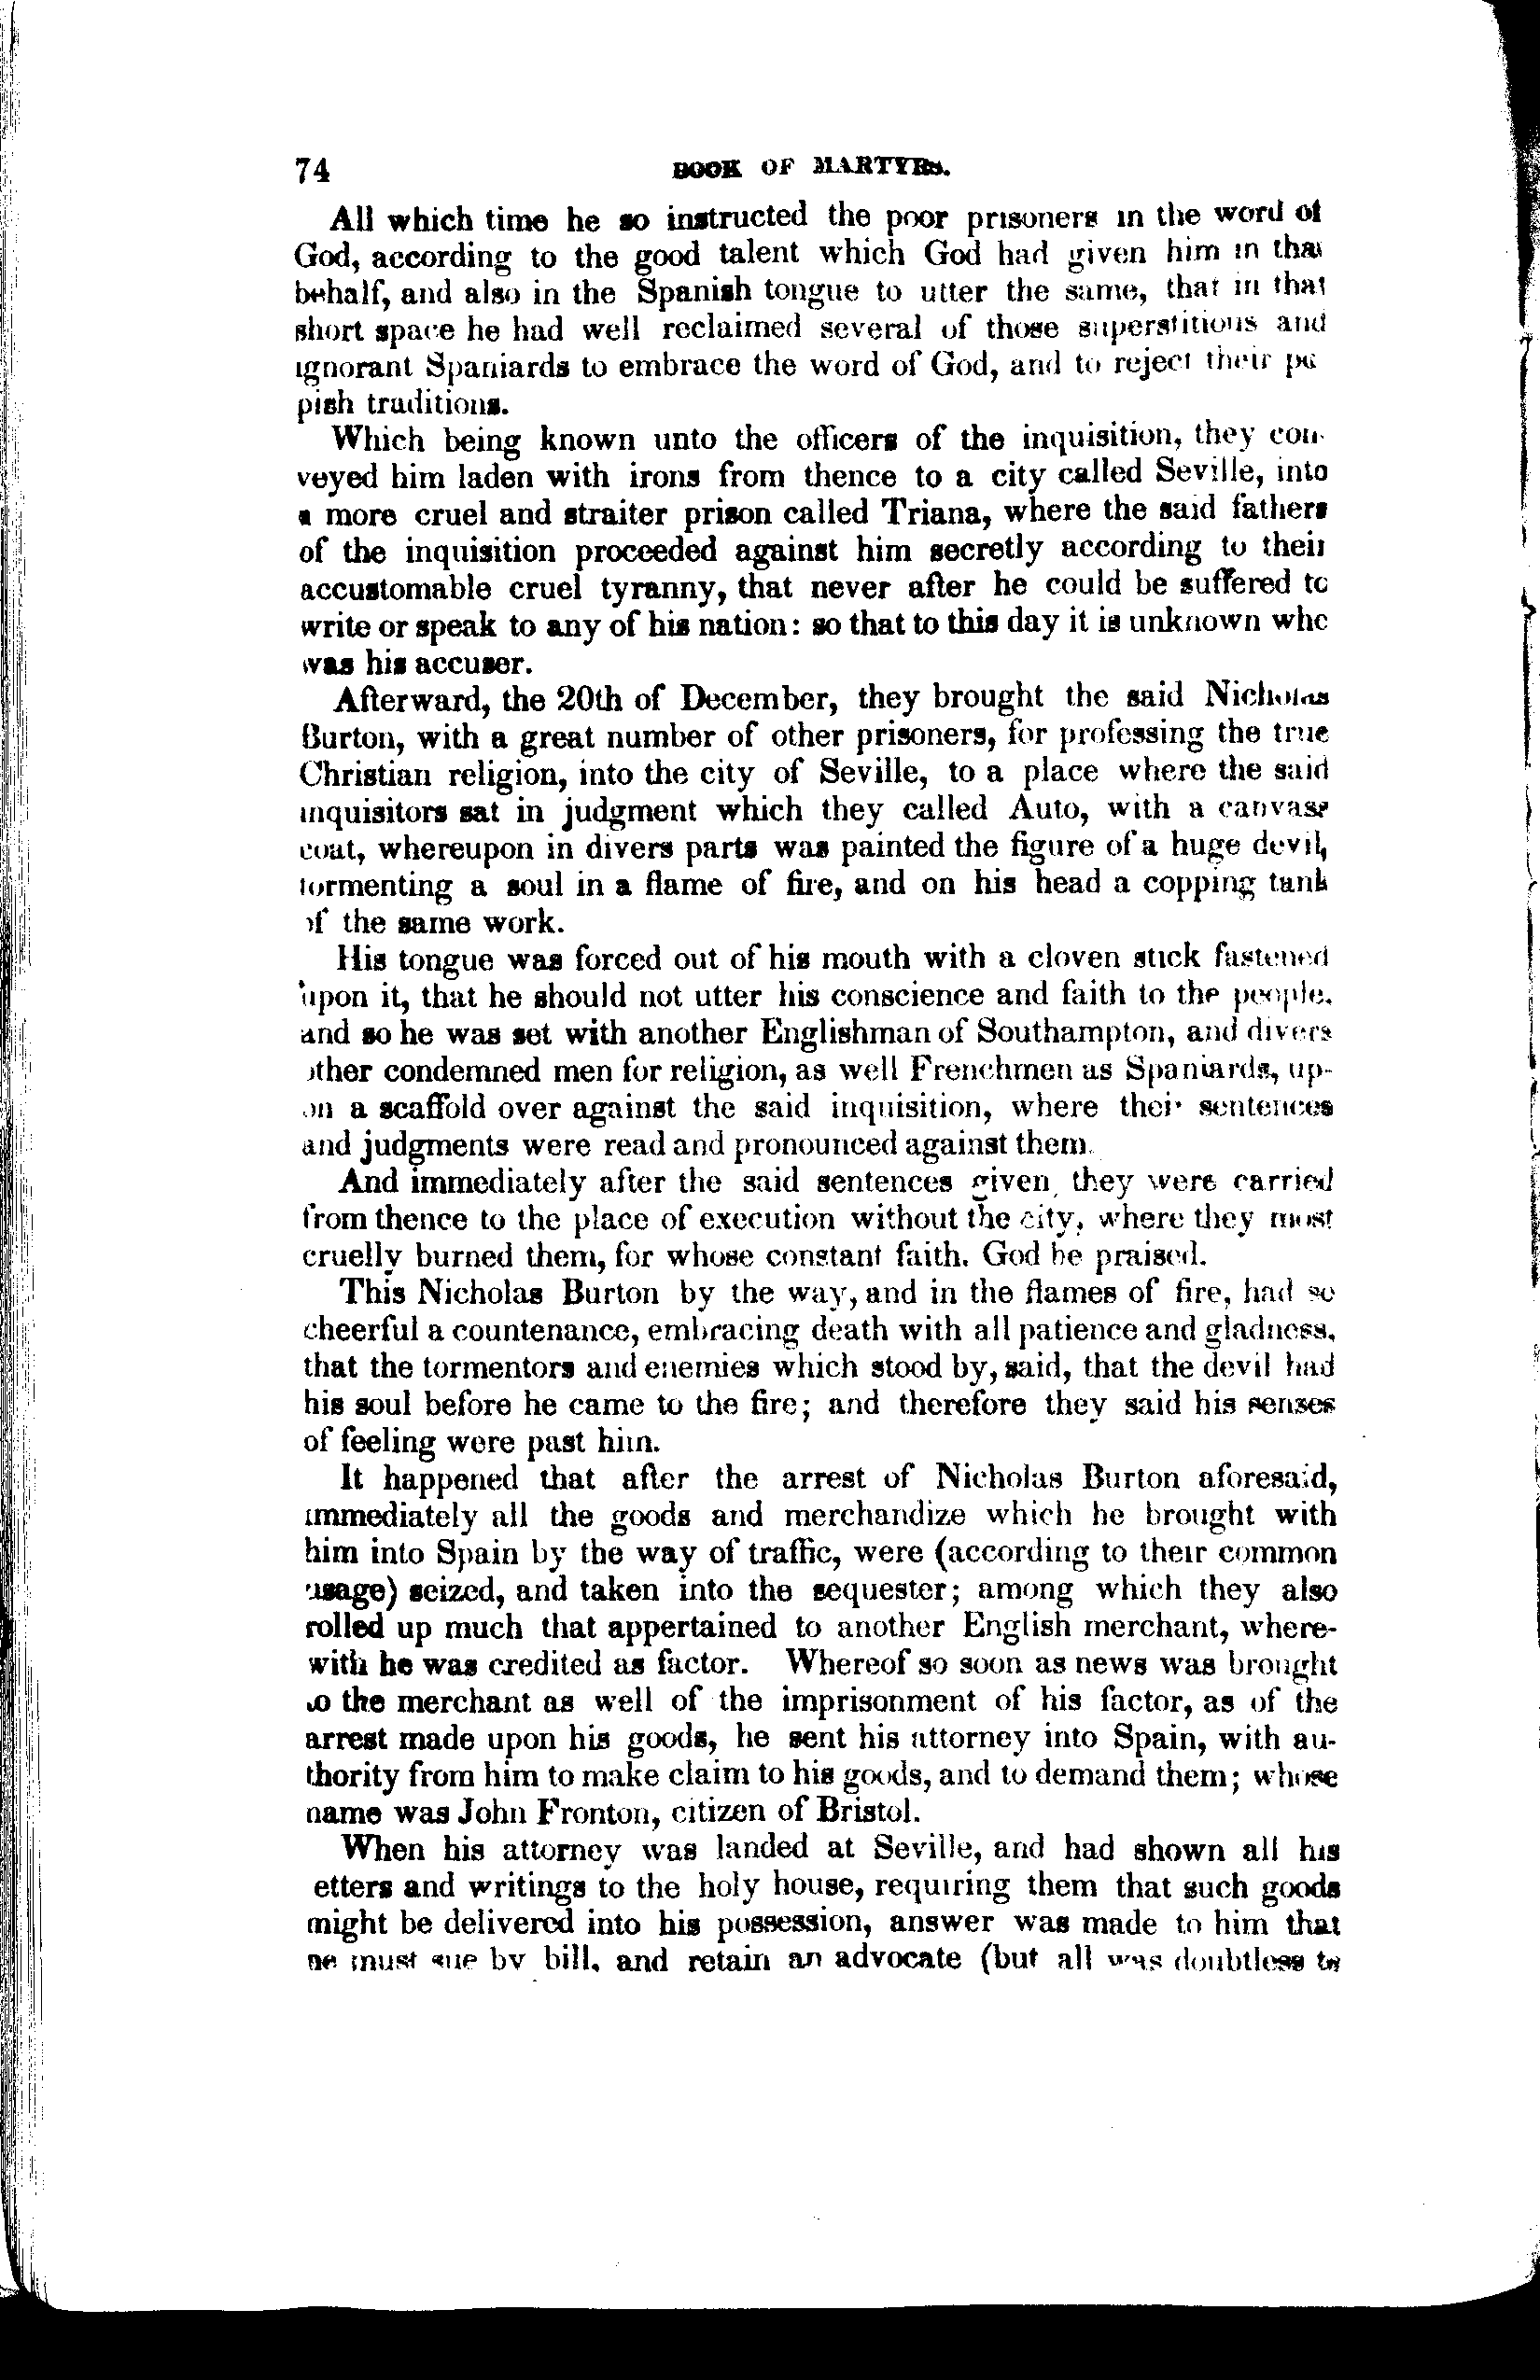 74 BOOK OF MARTYRS.
All which time he so instructed the poor prisoners in the word of
God, according to the good talent which God had given him in that
behalf, and also in the Spanish tongue to utter the same, that in that
short space he had well reclaimed several of those superstitious and
ignorant Spaniards to embrace the word of God, and to reject their pa
pish traditions.
Which being known unto the officers of the inquisition, they con-
veyed him laden with irons from thence to a city called Seville, into
a more cruel and straiter prison called Triana, where the said fathers
of the inquisition proceeded against him secretly according to their
accustomable cruel tyranny, that never after he could be suffered to
write or speak to any of his nation: so that to this day it is unknown who
was his accuser.
Afterward, the 20th of December, they brought the said Nicholas
Burton, with a great number of other prisoners, for professing the true
Christian religion, into the city of Seville, to a place where the said
inquisitors sat in judgment which they called Auto, with a canvass
coat, whereupon in divers parts was painted the figure of a huge devil,
tormenting a soul in a flame of fire, and on his head a copping tank
of the same work.
His tongue was forced out of his mouth with a cloven stick fastened
upon it, that he should not utter his conscience and faith to the people,
and so he was set with another Englishman of Southampton, and divers
other condemned men for religion, as well Frenchmen as Spaniards, up-
on a scaffold over against the said inquisition, where their sentences
and judgments were read and pronounced against them.
And immediately after the said sentences given, they were carried
from thence to the place of execution without the city, where they most
cruelly burned them, for whose constant faith, God be praised.
This Nicholas Burton by the way, and in the flames of fire, had so
cheerful a countenance, embracing death with all patience and gladness,
that the tormentors and enemies which stood by, said, that the devil had
his soul before he came to the fire; and therefore they said his senses
of feeling were past him.
It happened that after the arrest of Nicholas Burton aforesaid,
immediately all the goods and merchandize which he brought with
him into Spain by the way of traffic, were (according to their common
usage) seized, and taken into the sequester; among which they also
rolled up much that appertained to another English merchant, where-
with he was credited as factor. Whereof so soon as news was brought
to the merchant as well of the imprisonment of his factor, as of the
arrest made upon his goods, he sent his attorney into Spain, with au-
thority from him to make claim to his goods, and to demand them; whose
name was John Fronton, citizen of Bristol.
When his attorney was landed at Seville, and had shown all his
etters and writings to the holy house, requiring them that such goods
might be delivered into his possession, answer was made to him that
he must sue by bill, and retain an advocate (but all was doubtless to